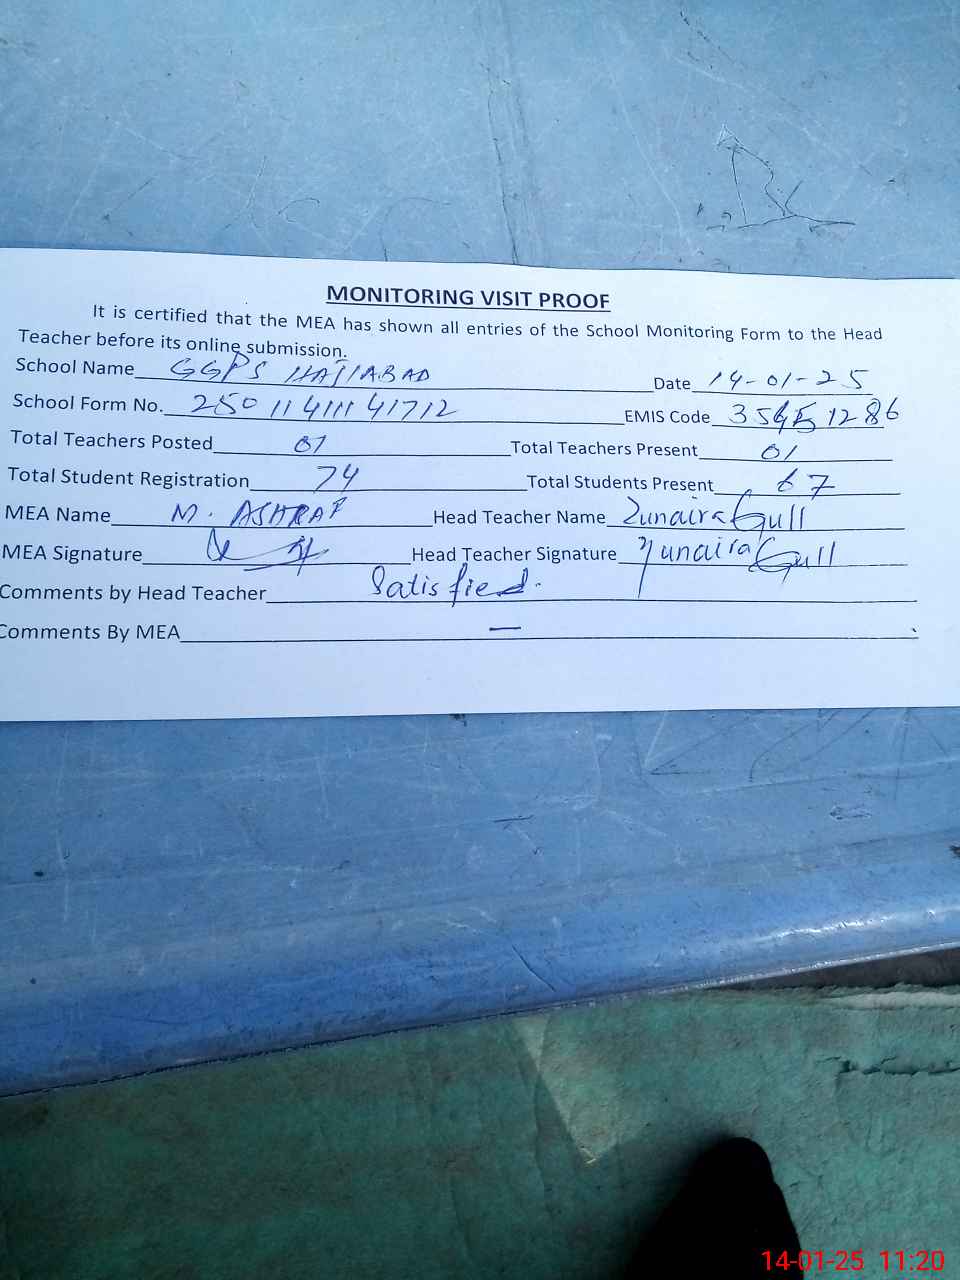 MONITORING VISIT PROOF
It is certified that the MEA has shown all entries of the School Monitoring Form to the Head
Teacher before its online submission.
School Name GGPS HAJIABAD Date 14-01-25
School Form No. 2501141114 1712 EMIS Code
Total Teachers Posted 01 Total Teachers Present 01
Total Student Registration 74 Total Students Present 67
MEA Name M. ASHRAF Head Teacher Name Zunaira Gull
MEA Signature Head Teacher Signature Zunaira Gull
Comments by Head Teacher Satisfied.
Comments By MEA —
14-01-25 11:20